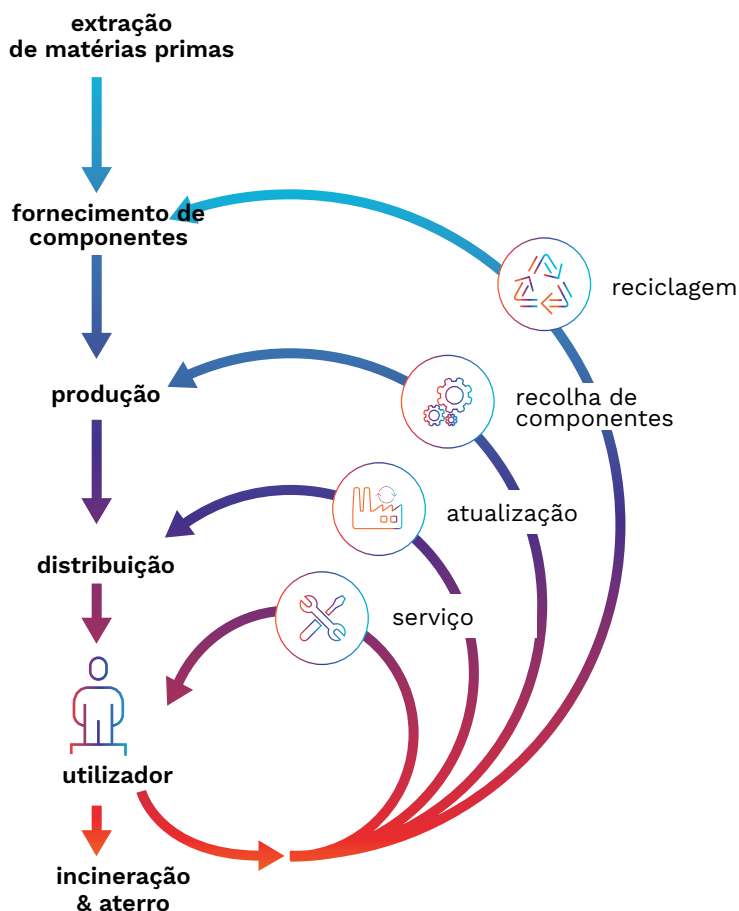 extração
de matérias primas
fornecimento de
componentes
reciclagem
produção
recolha de
componentes
atualização
distribuição
serviço
utilizador
incineração
& aterro